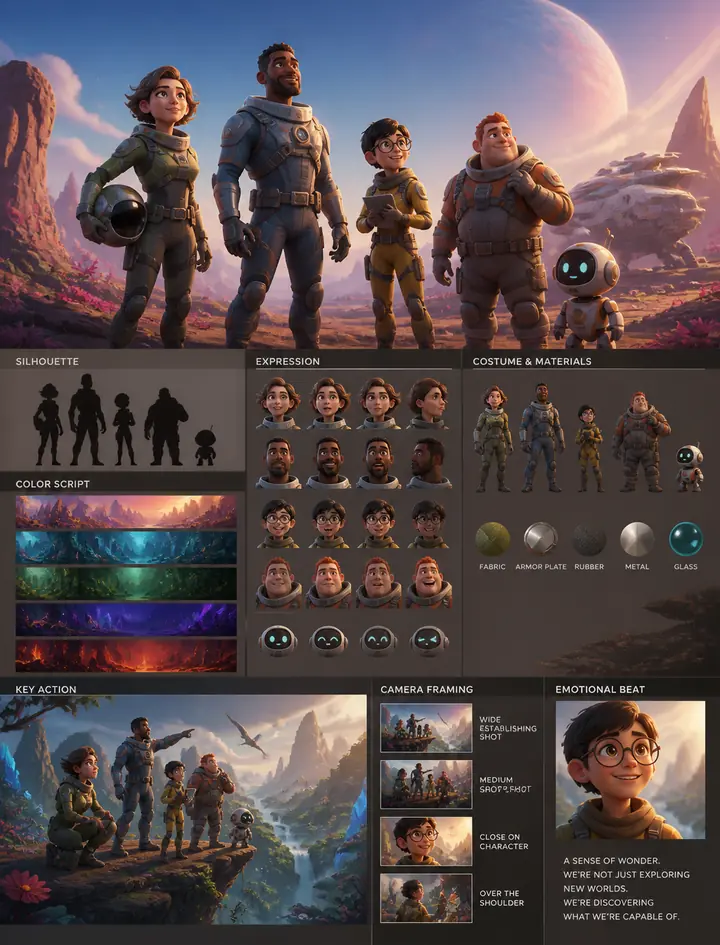 SILHOUETTE
EXPRESSION
COSTUME & MATERIALS
COLOR SCRIPT
FABRIC
ARMOR PLATE
RUBBER
METAL
GLASS
KEY ACTION
CAMERA FRAMING
WIDE
ESTABLISHING
SHOT
MEDIUM
CLOSE ON
CHARACTER
OVER THE
SHOULDER
EMOTIONAL BEAT
A SENSE OF WONDER.
WE'RE NOT JUST EXPLORING
NEW WORLDS.
WE'RE DISCOVERING
WHAT WE'RE CAPABLE OF.